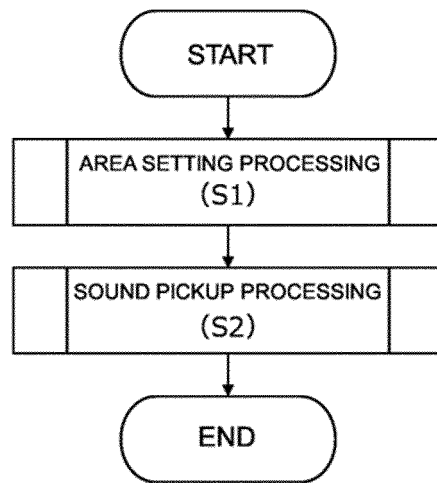 START
AREA SETTING PROCESSING
(S1)
SOUND PICKUP PROCESSING
(S2)
END